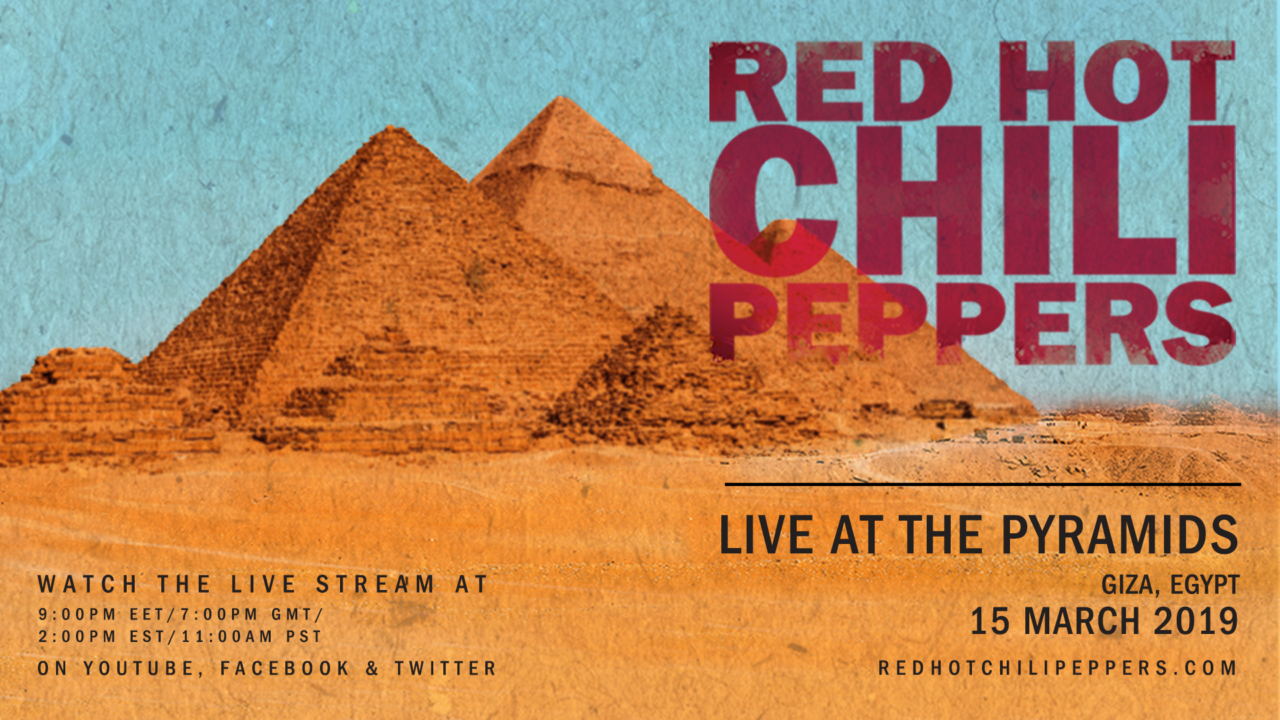 RED HOT
CHILI
PEPPERS
LIVE AT THE PYRAMIDS
GIZA, EGYPT
15 MARCH 2019
REDHOTCHILIPEPPERS.COM
WATCH THE LIVE STREAM AT
9:00PM EET/7:00PM GMT/
2:00PM EST/11:00AM PST
ON YOUTUBE, FACEBOOK & TWITTER